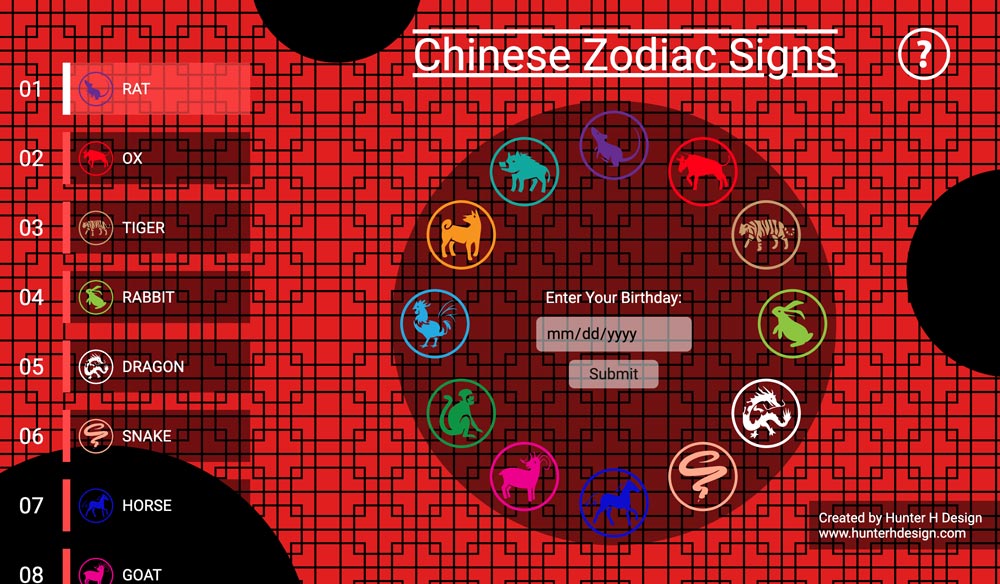 Chinese Zodiac Signs
?
01 RAT
02 OX
03 TIGER
04 RABBIT
05 DRAGON
06 SNAKE
07 HORSE
08 GOAT
Enter Your Birthday:
mm/dd/yyyy
Submit
Created by Hunter H Design
www.hunterhdesign.com